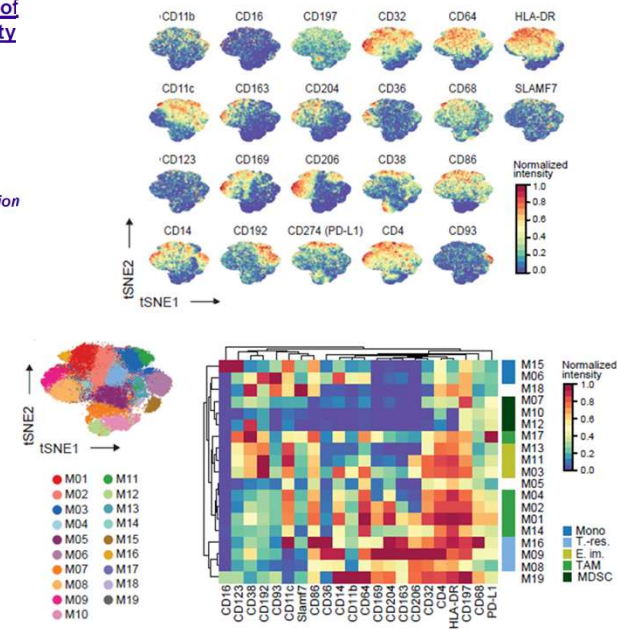 of
ty
ion
CD11b CD16 CD197 CD32 CD64 HLA-DR
CD11c CD163 CD204 CD36 CD68 SLAMF7
CD123 CD169 CD206 CD38 CD86
Normalized
intensity
1.0
0.8
0.6
0.4
0.2
0.0
CD14 CD192 CD274 (PD-L1) CD4 CD93
tSNE2
tSNE1
tSNE2
tSNE1
M01 M11
M02 M12
M03 M13
M04 M14
M05 M15
M06 M16
M07 M17
M08 M18
M09 M19
M10
M15
M06
M18
M07
M10
M12
M17
M13
M11
M03
M05
M04
M02
M01
M14
M16
M09
M08
M19
CD16 CD123 CD38 CD192 CD93 CD11c Slamf7 CD86 CD36 CD14 CD11b CD64 CD169 CD204 CD163 CD206 CD32 CD4 HLA-DR CD197 CD68 PD-L1
Normalized
intensity
1.0
0.8
0.6
0.4
0.2
0.0
Mono
T.-res.
E. im.
TAM
MDSC